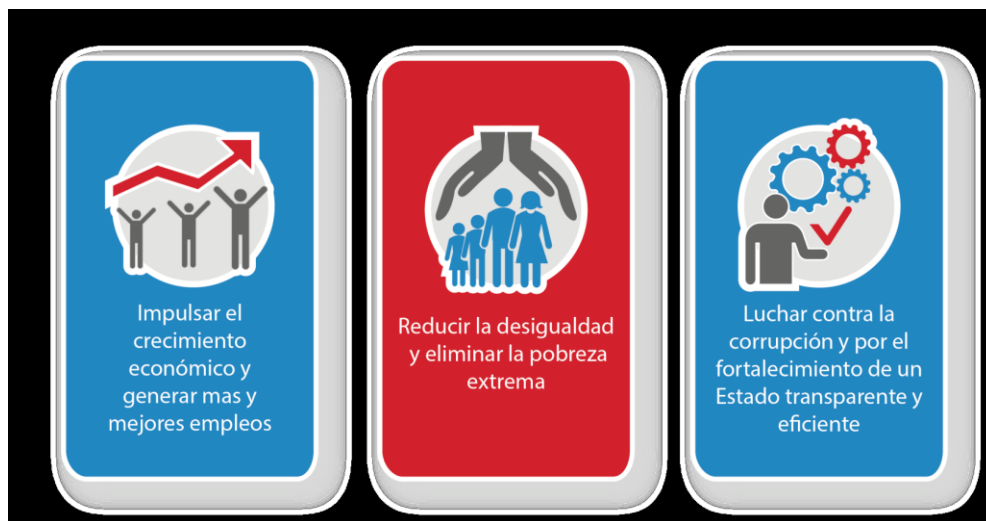 Impulsar el
crecimiento
económico y
generar mas y
mejores empleos
Reducir la desigualdad
y eliminar la pobreza
extrema
Luchar contra la
corrupción y por el
fortalecimiento de un
Estado transparente y
eficiente